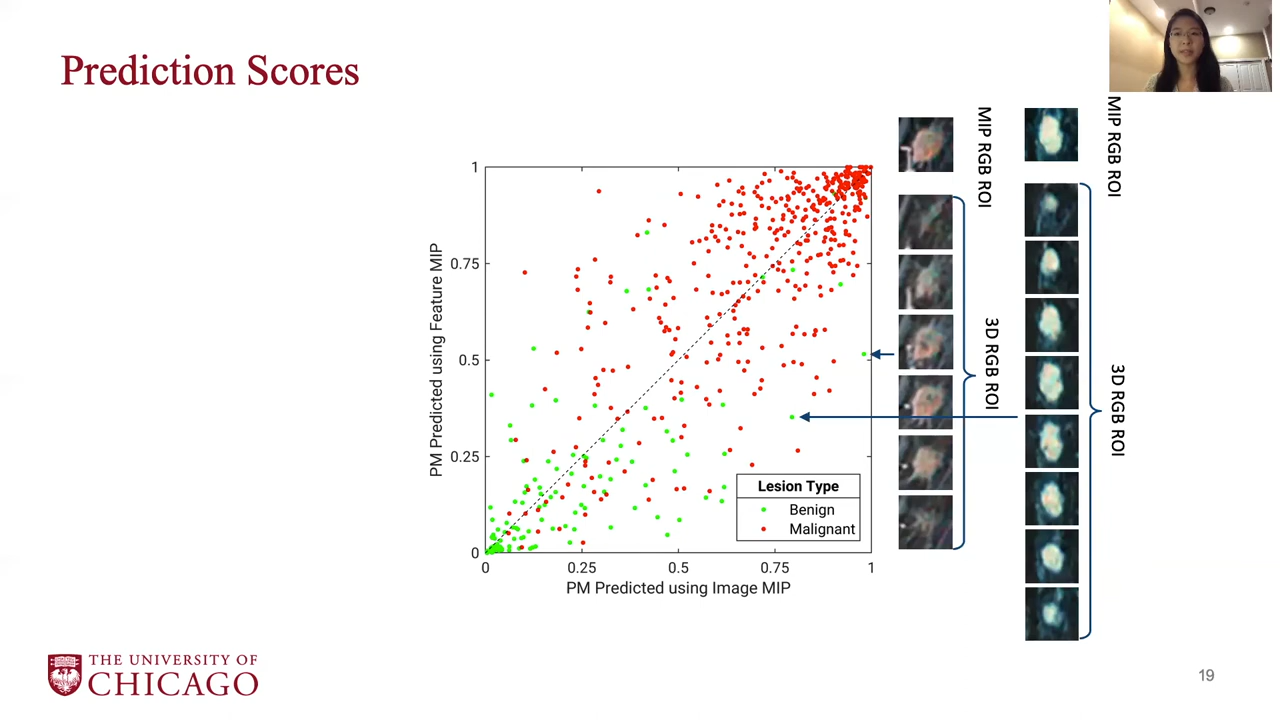 Prediction Scores
MIP RGB ROI
MIP RGB ROI
3D RGB ROI
3D RGB ROI
PM Predicted using Feature MIP
1
0.75
0.5
0.25
0
0
0.25
0.5
0.75
1
PM Predicted using Image MIP
Lesion Type
Benign
Malignant
THE UNIVERSITY OF
CHICAGO
19